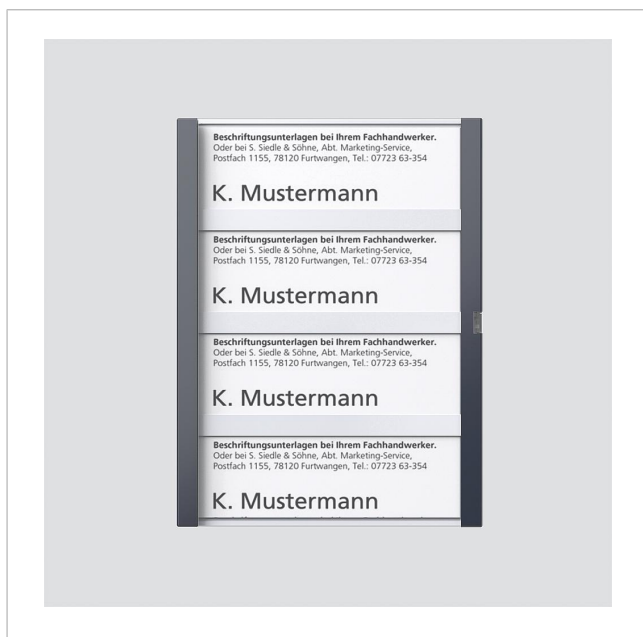 Beschriftungsunterlagen bei Ihrem Fachhandwerker.
Oder bei S. Siedle & Söhne, Abt. Marketing-Service,
Postfach 1155, 78120 Furtwangen, Tel.: 07723 63-354
K. Mustermann
Beschriftungsunterlagen bei Ihrem Fachhandwerker.
Oder bei S. Siedle & Söhne, Abt. Marketing-Service,
Postfach 1155, 78120 Furtwangen, Tel.: 07723 63-354
K. Mustermann
Beschriftungsunterlagen bei Ihrem Fachhandwerker.
Oder bei S. Siedle & Söhne, Abt. Marketing-Service,
Postfach 1155, 78120 Furtwangen, Tel.: 07723 63-354
K. Mustermann
Beschriftungsunterlagen bei Ihrem Fachhandwerker.
Oder bei S. Siedle & Söhne, Abt. Marketing-Service,
Postfach 1155, 78120 Furtwangen, Tel.: 07723 63-354
K. Mustermann